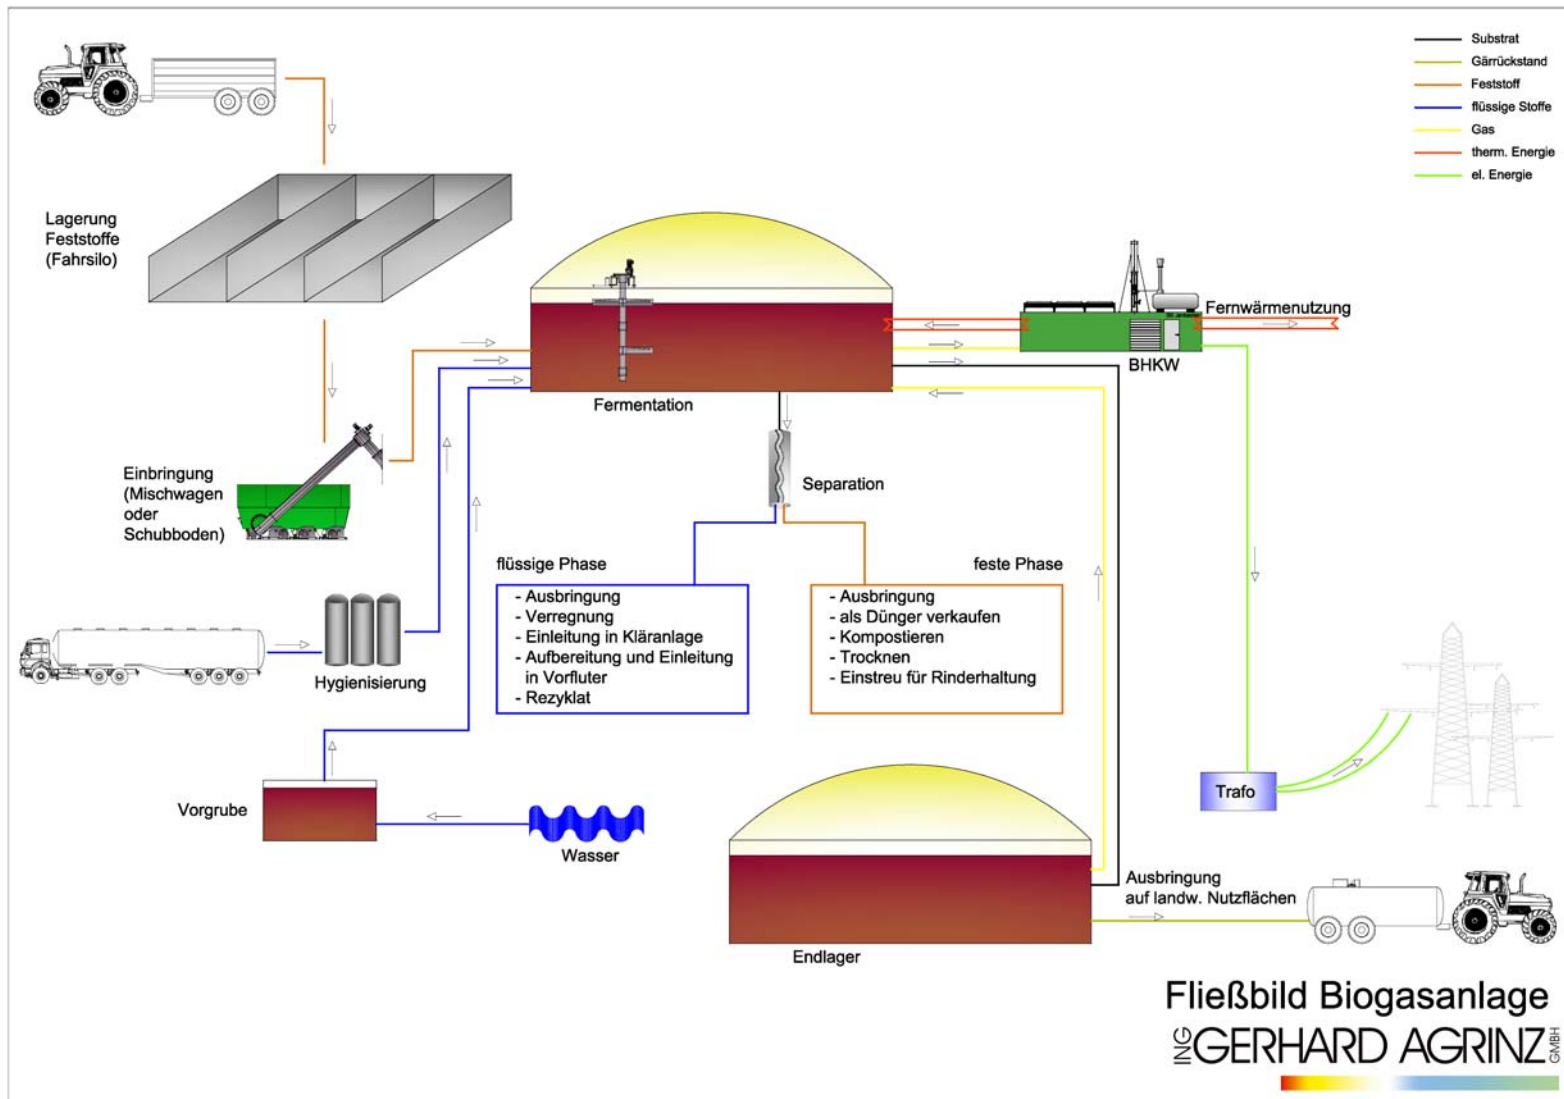 Substrat
Gärrückstand
Feststoff
flüssige Stoffe
Gas
therm. Energie
el. Energie
Lagerung
Feststoffe
(Fahrsilo)
Fernwärmenutzung
BHKW
Fermentation
Einbringung
(Mischwagen
oder
Schubboden)
Separation
flüssige Phase
- Ausbringung
- Verregnung
- Einleitung in Kläranlage
- Aufbereitung und Einleitung
in Vorfluter
- Rezyklat
feste Phase
- Ausbringung
- als Dünger verkaufen
- Kompostieren
- Trocknen
- Einstreu für Rinderhaltung
Hygienisierung
Vorgrube
Wasser
Trafo
Ausbringung
auf landw. Nutzflächen
Endlager
Fließbild Biogasanlage
ING GERHARD AGRINZ GMBH